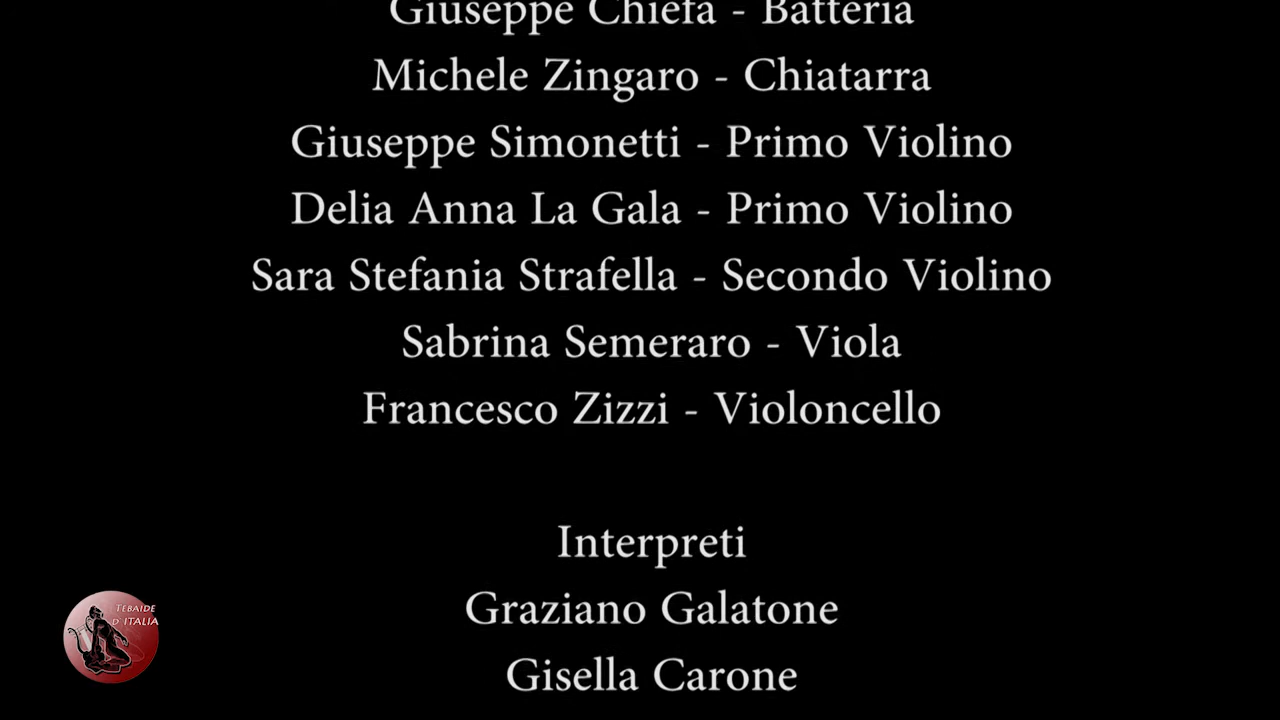 Giuseppe Chiefa - Batteria
Michele Zingaro - Chiatarra
Giuseppe Simonetti - Primo Violino
Delia Anna La Gala - Primo Violino
Sara Stefania Strafella - Secondo Violino
Sabrina Semeraro - Viola
Francesco Zizzi - Violoncello
Interpreti
Graziano Galatone
Gisella Carone
TEBAIDE
D'ITALIA